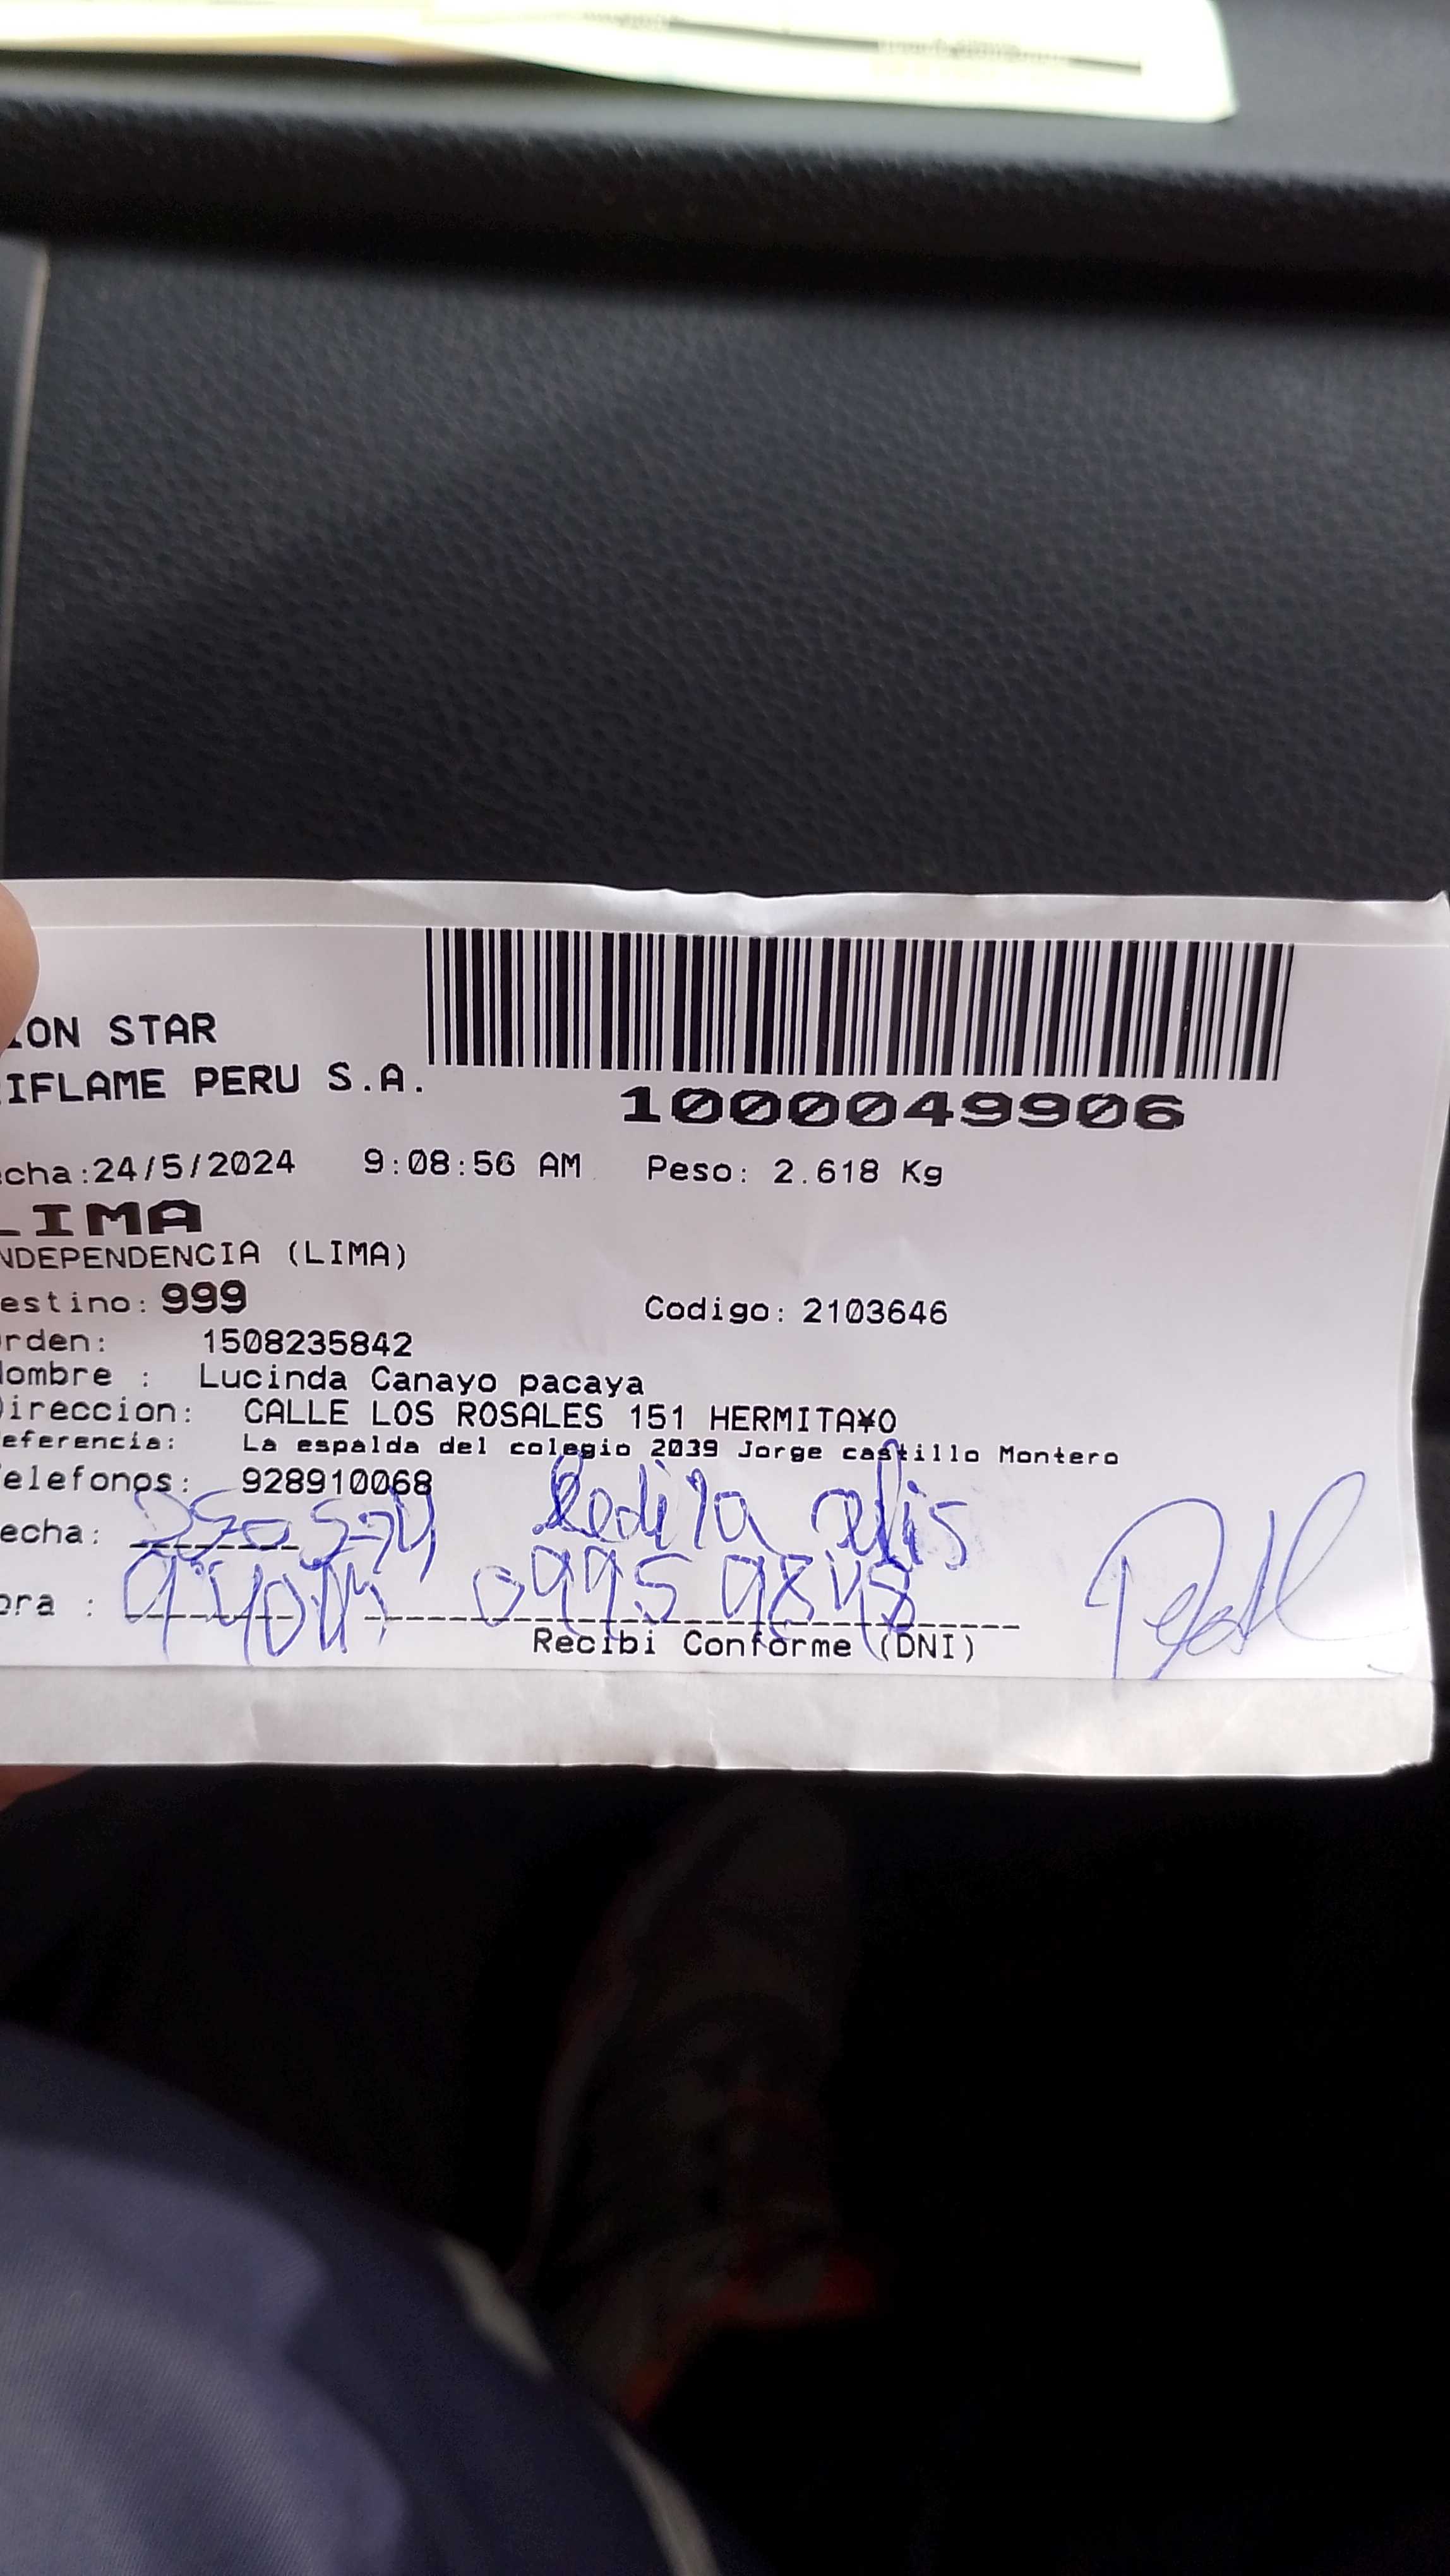 ION STAR
IFLAME PERU S.A.
1000049906
cha:24/5/2024 9:08:56 AM Peso: 2.618 Kg
LIMA
NDEPENDENCIA (LIMA)
estino: 999 Codigo: 2103646
rden: 1508235842
ombre : Lucinda Canayo pacaya
ireccion: CALLE LOS ROSALES 151 HERMITA¥O
eferencia: La espalda del colegio 2039 Jorge castillo Montero
elefonos: 928910068
echa:
ora :
Recibi Conforme (DNI)